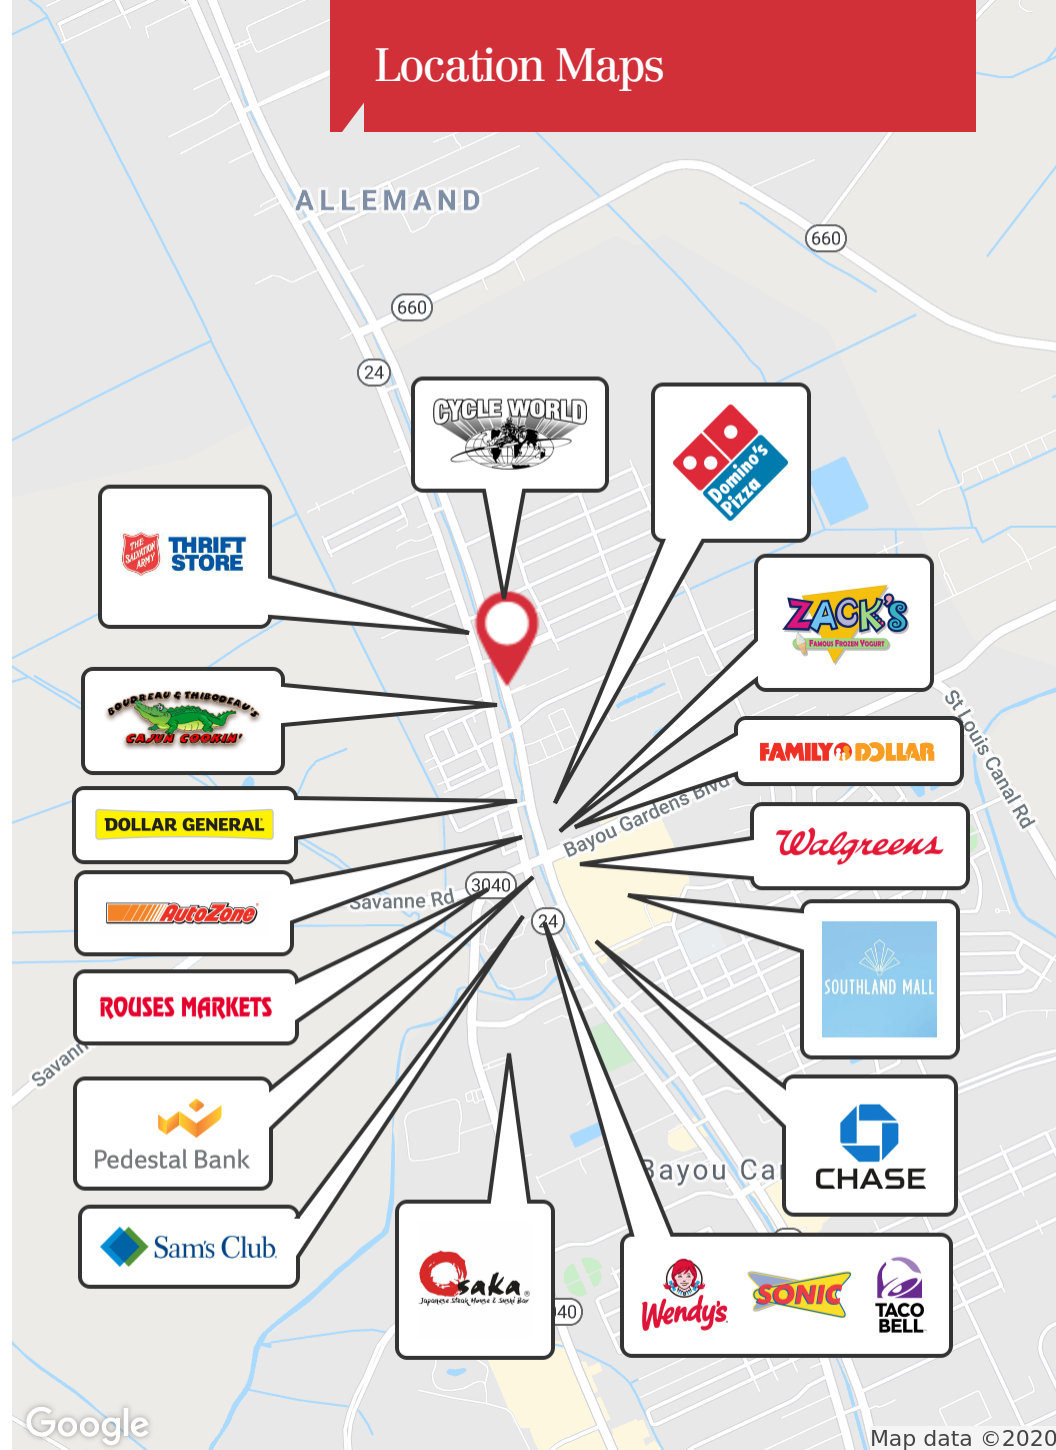 Location Maps
ALLEMAND
660
660
24
CYCLE WORLD
Domino's
Pizza
THE
SALVATION
ARMY
THRIFT
STORE
ZACK'S
FAMOUS FROZEN YOGURT
BOUDREAU & THIBODEAU'S
CAJUN COOKIN'
St Louis Canal Rd
FAMILY DOLLAR
Bayou Gardens Blvd
DOLLAR GENERAL
Walgreens
3040
Savanne Rd
AutoZone
24
SOUTHLAND MALL
ROUSES MARKETS
Savann
Pedestal Bank
CHASE
Bayou Ca
Sam's Club
Osaka
Japanese Steak House & Sushi Bar
040
Wendy's
SONIC
TACO
BELL
Google
Map data ©2020